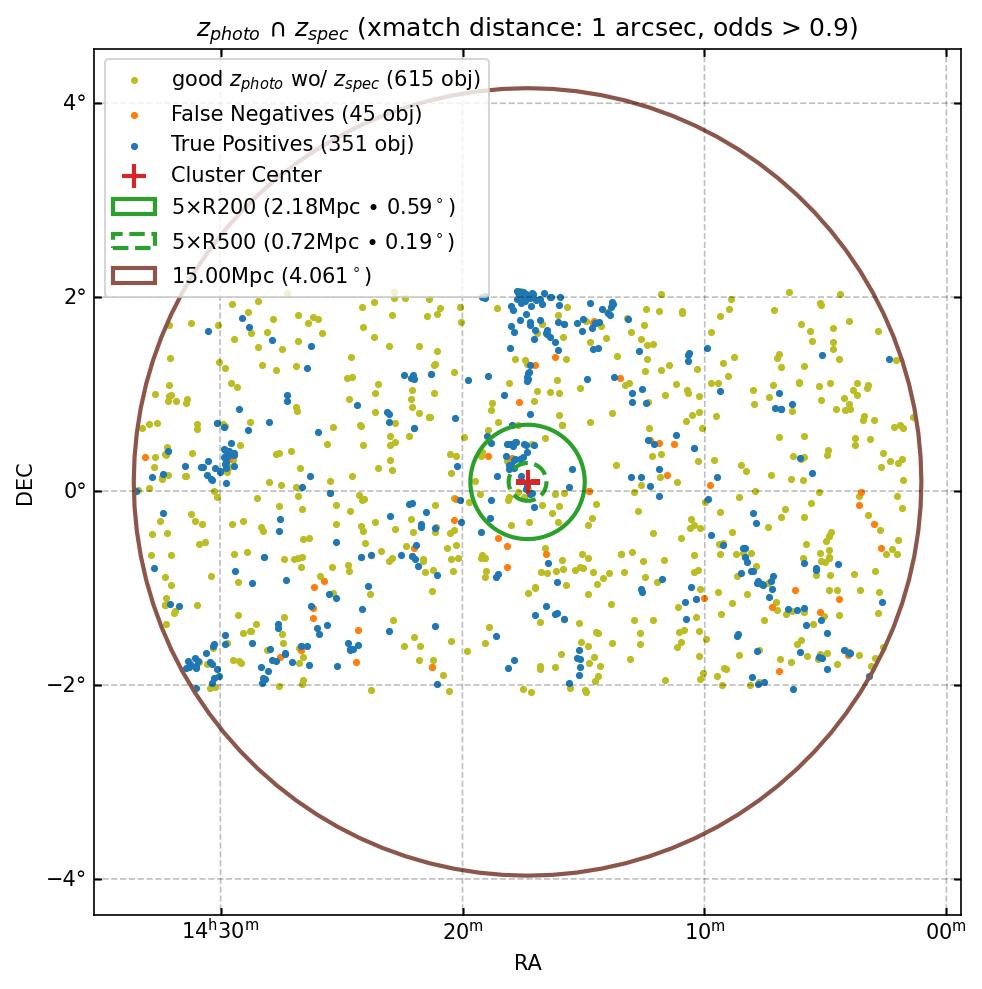 z_photo ∩ z_spec (xmatch distance: 1 arcsec, odds > 0.9)
good z_photo wo/ z_spec (615 obj)
False Negatives (45 obj)
True Positives (351 obj)
Cluster Center
5×R200 (2.18Mpc • 0.59°)
5×R500 (0.72Mpc • 0.19°)
15.00Mpc (4.061°)
4°
2°
0°
−2°
−4°
DEC
14ʰ30ᵐ
20ᵐ
10ᵐ
00ᵐ
RA